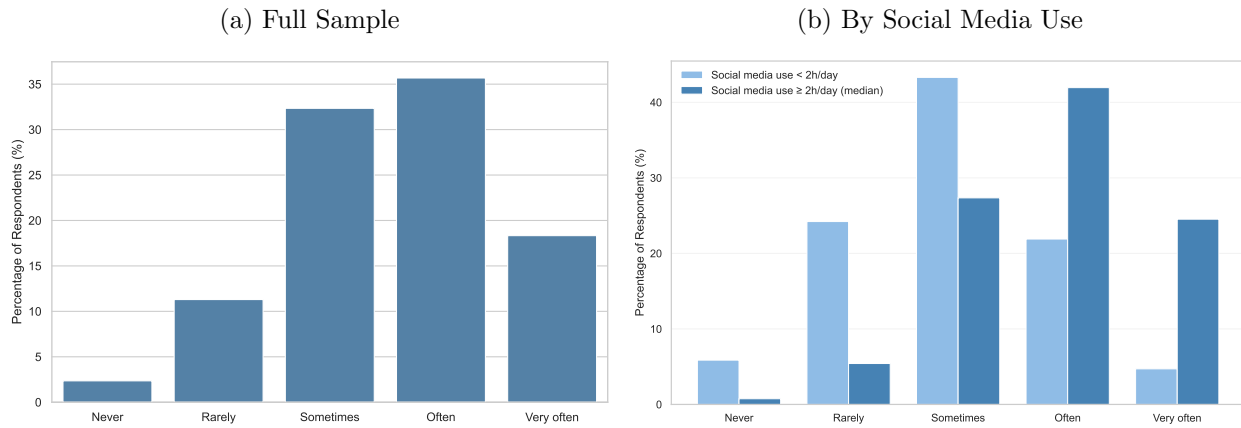 (a) Full Sample
Percentage of Respondents (%)
35
30
25
20
15
10
5
0
Never Rarely Sometimes Often Very often
(b) By Social Media Use
Social media use < 2h/day
Social media use ≥ 2h/day (median)
Percentage of Respondents (%)
40
30
20
10
0
Never Rarely Sometimes Often Very often